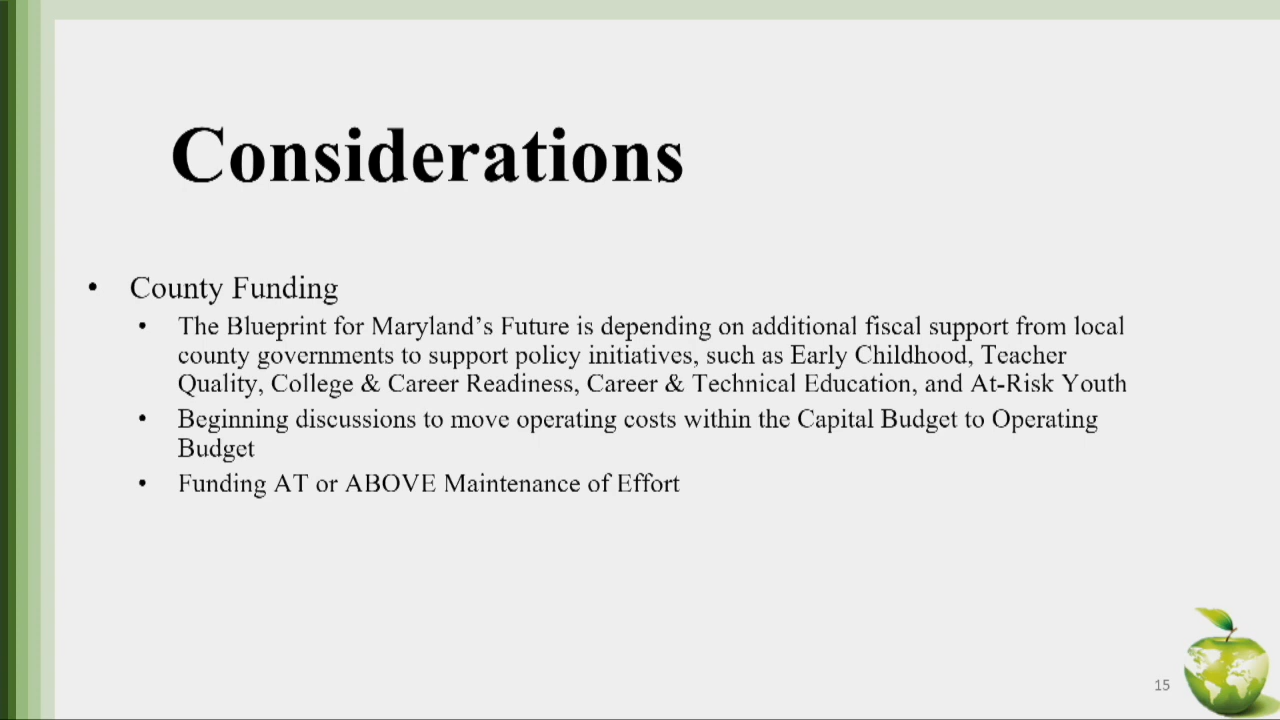 Considerations
• County Funding
• The Blueprint for Maryland’s Future is depending on additional fiscal support from local
county governments to support policy initiatives, such as Early Childhood, Teacher
Quality, College & Career Readiness, Career & Technical Education, and At-Risk Youth
• Beginning discussions to move operating costs within the Capital Budget to Operating
Budget
• Funding AT or ABOVE Maintenance of Effort
15